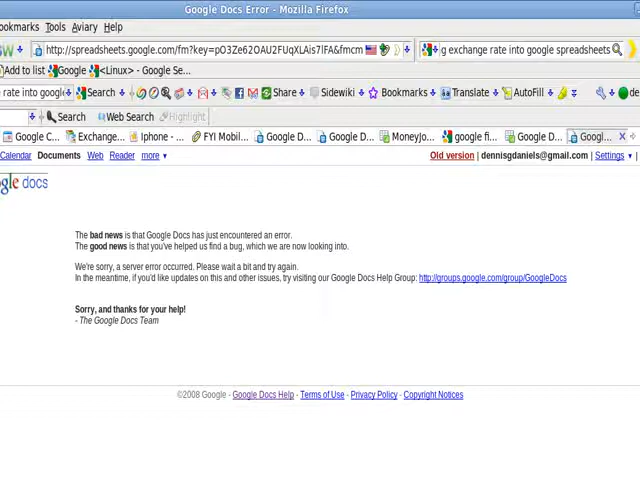 Google Docs Error - Mozilla Firefox
ookmarks Tools Aviary Help
http://spreadsheets.google.com/fm?key=pO3Ze62OAU2FUqXLAis7lFA&fmcm g exchange rate into google spreadsheets
Add to list Google <Linux> - Google Se...
rate into googl Search Share Sidewiki Bookmarks Translate AutoFill de
Search Web Search Highlight
Google C... Exchange... Iphone - ... FYI Mobil... Google D... Google D... MoneyJo... google fi... Google D... Googl...
Calendar Documents Web Reader more Old version | dennisgdaniels@gmail.com | Settings |
gle docs
The bad news is that Google Docs has just encountered an error.
The good news is that you've helped us find a bug, which we are now looking into.
We're sorry, a server error occurred. Please wait a bit and try again.
In the meantime, if you'd like updates on this and other issues, try visiting our Google Docs Help Group: http://groups.google.com/group/GoogleDocs
Sorry, and thanks for your help!
- The Google Docs Team
©2008 Google - Google Docs Help - Terms of Use - Privacy Policy - Copyright Notices